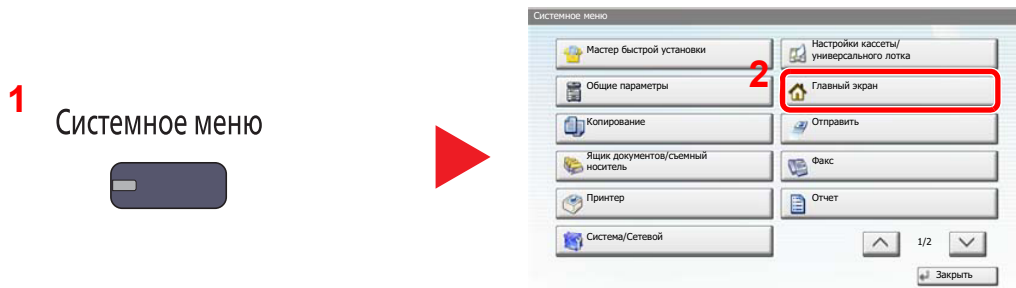 1
Системное меню
Системное меню
Мастер быстрой установки
Настройки кассеты/
универсального лотка
2
Общие параметры
Главный экран
Копирование
Отправить
Ящик документов/съемный
носитель
Факс
Принтер
Отчет
Система/Сетевой
1/2
Закрыть